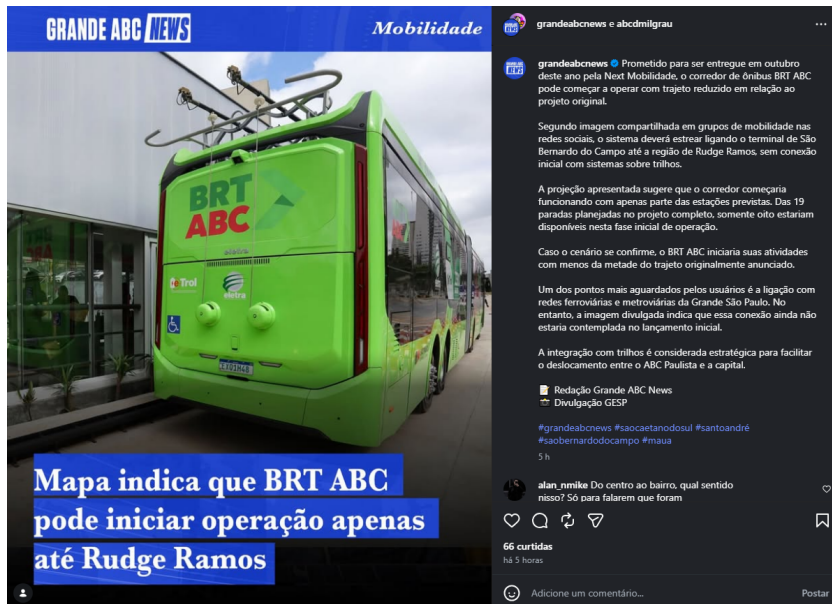 GRANDE ABC NEWS
Mobilidade
BRT
ABC
eletra
CoTrol
eletra
Mapa indica que BRT ABC
pode iniciar operação apenas
até Rudge Ramos
grandeabcnews e abcdmilgrau
grandeabcnews Prometido para ser entregue em outubro
deste ano pela Next Mobilidade, o corredor de ônibus BRT ABC
pode começar a operar com trajeto reduzido em relação ao
projeto original.
Segundo imagem compartilhada em grupos de mobilidade nas
redes sociais, o sistema deverá estrear ligando o terminal de São
Bernardo do Campo até a região de Rudge Ramos, sem conexão
inicial com sistemas sobre trilhos.
A projeção apresentada sugere que o corredor começaria
funcionando com apenas parte das estações previstas. Das 19
paradas planejadas no projeto completo, somente oito estariam
disponíveis nesta fase inicial de operação.
Caso o cenário se confirme, o BRT ABC iniciaria suas atividades
com menos da metade do trajeto originalmente anunciado.
Um dos pontos mais aguardados pelos usuários é a ligação com
redes ferroviárias e metroviárias da Grande São Paulo. No
entanto, a imagem divulgada indica que essa conexão ainda não
estaria contemplada no lançamento inicial.
A integração com trilhos é considerada estratégica para facilitar
o deslocamento entre o ABC Paulista e a capital.
Redação Grande ABC News
Divulgação GESP
#grandeabcnews #saocaetanodosul #santoandré
#saobernardodocampo #maua
5 h
alan_nmike Do centro ao bairro, qual sentido
nisso? Só para falarem que foram
66 curtidas
há 5 horas
Adicione um comentário...
Postar